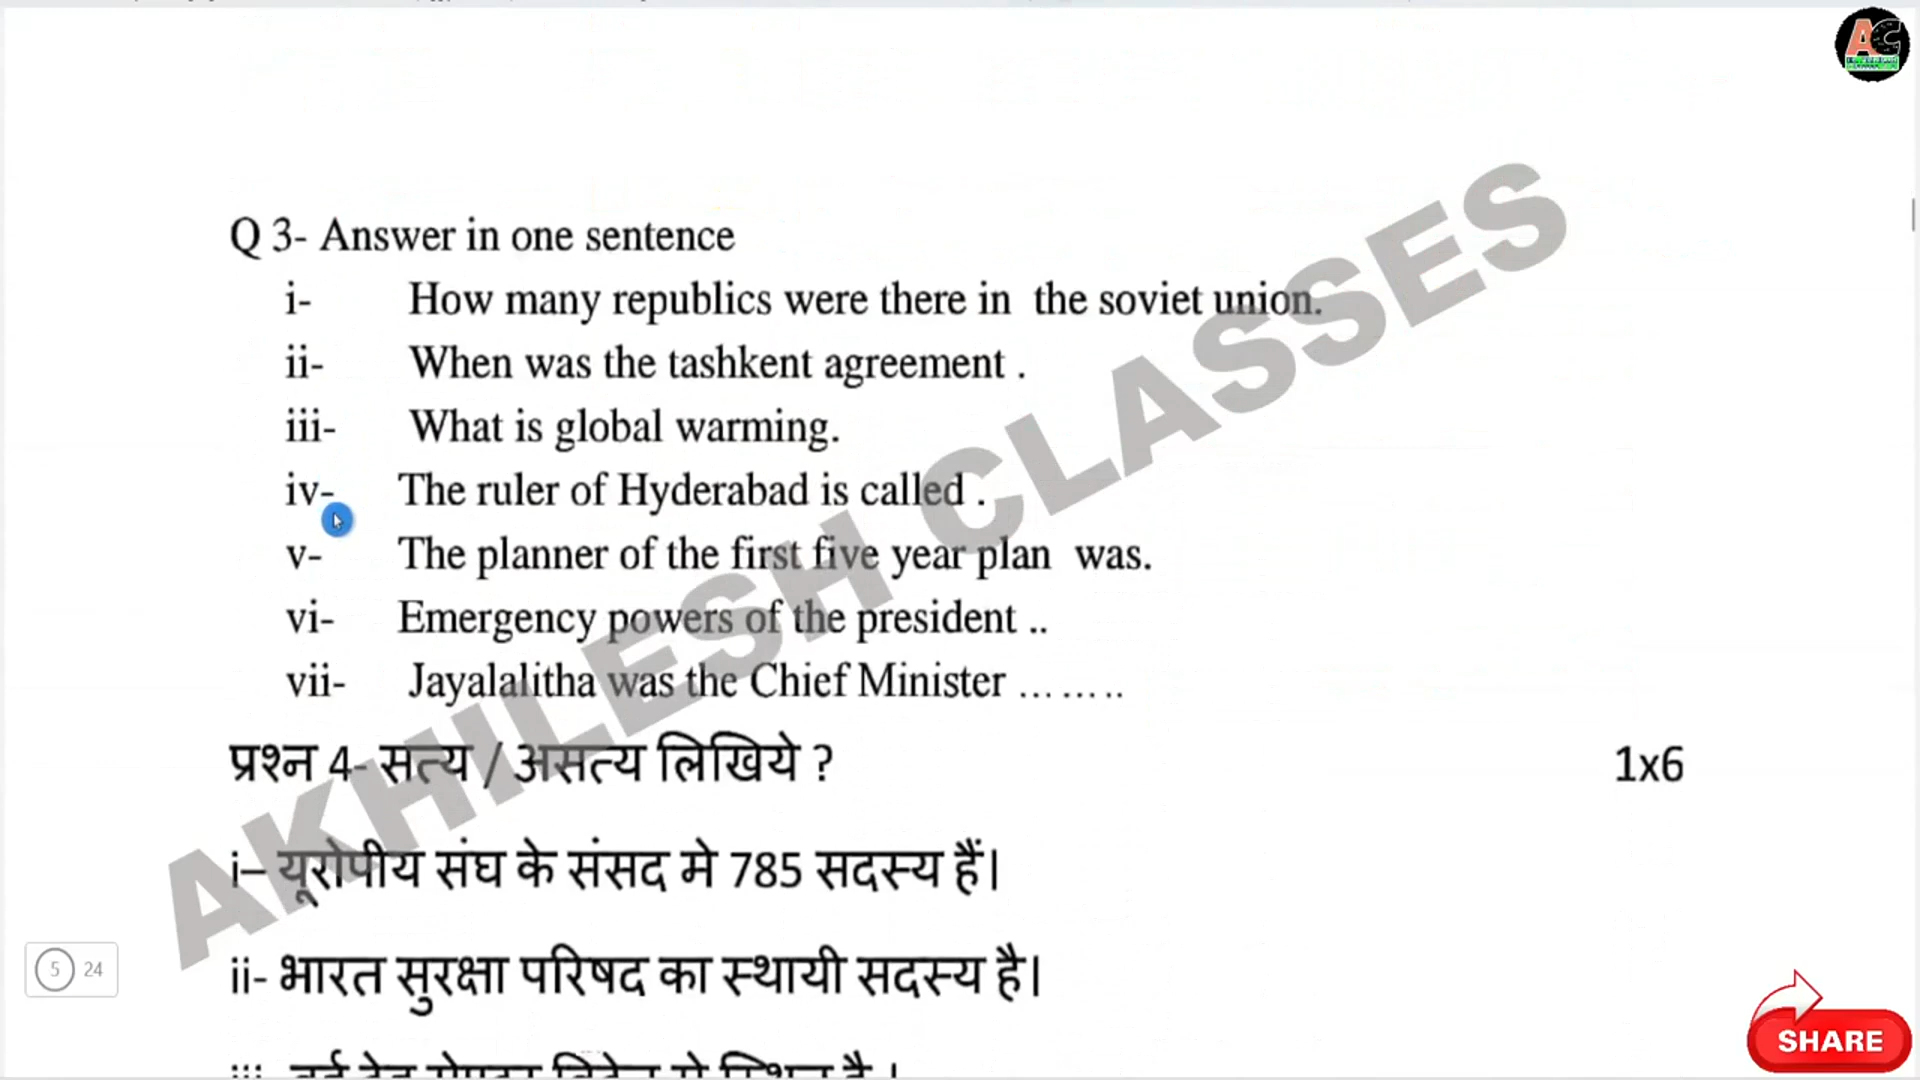 Q 3- Answer in one sentence
i- How many republics were there in the soviet union.
ii- When was the tashkent agreement .
iii- What is global warming.
iv- The ruler of Hyderabad is called .
v- The planner of the first five year plan was.
vi- Emergency powers of the president ..
vii- Jayalalitha was the Chief Minister ... ... ..
प्रश्न 4- सत्य / असत्य लिखिये ? 1x6
i– यूरोपीय संघ के संसद मे 785 सदस्य हैं।
ii- भारत सुरक्षा परिषद का स्थायी सदस्य है।
AKHILESH CLASSES
AC
5 24
SHARE